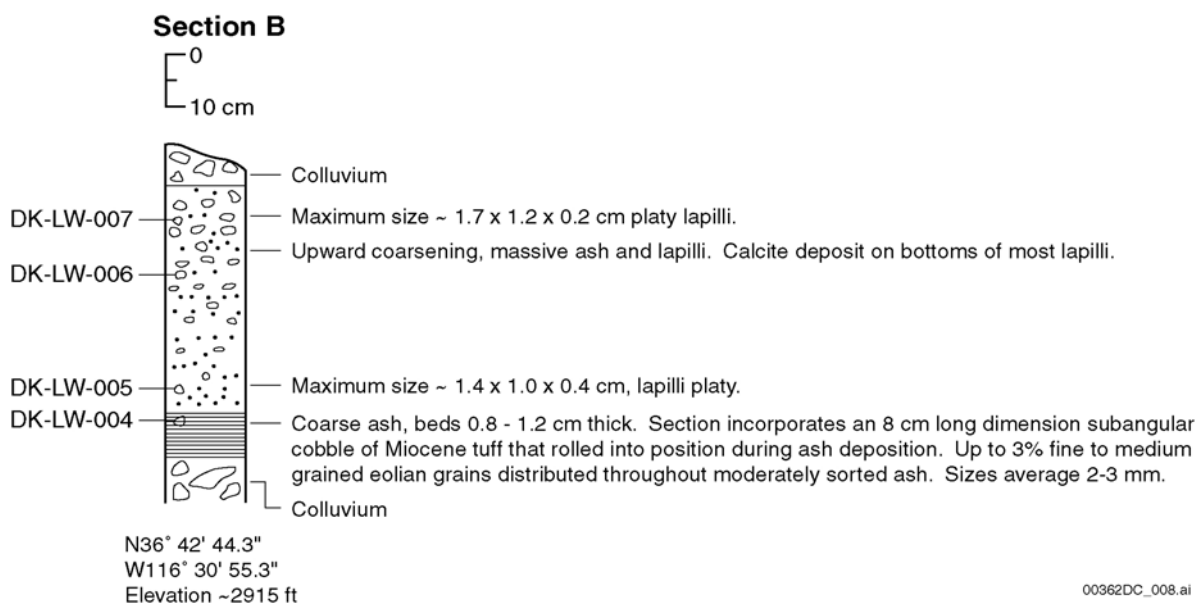 Section B
0
10 cm
Colluvium
DK-LW-007
Maximum size ~ 1.7 x 1.2 x 0.2 cm platy lapilli.
Upward coarsening, massive ash and lapilli. Calcite deposit on bottoms of most lapilli.
DK-LW-006
DK-LW-005
Maximum size ~ 1.4 x 1.0 x 0.4 cm, lapilli platy.
DK-LW-004
Coarse ash, beds 0.8 - 1.2 cm thick. Section incorporates an 8 cm long dimension subangular
cobble of Miocene tuff that rolled into position during ash deposition. Up to 3% fine to medium
grained eolian grains distributed throughout moderately sorted ash. Sizes average 2-3 mm.
Colluvium
N36° 42' 44.3"
W116° 30' 55.3"
Elevation ~2915 ft
00362DC_008.ai